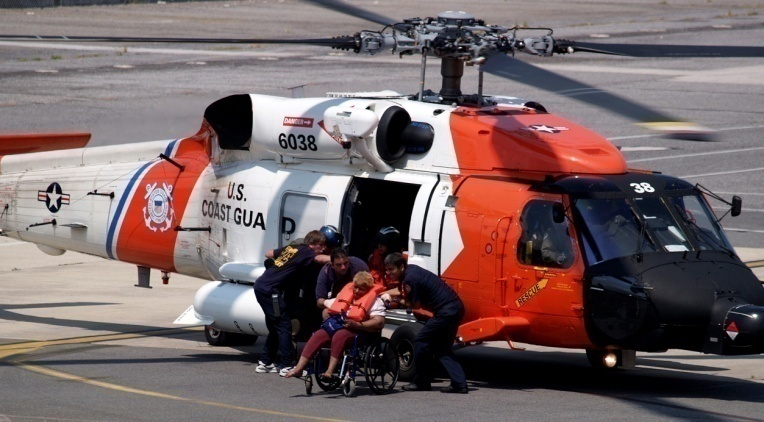 DANGER
6038
U.S.
COAST GUA D
38
RESCUE